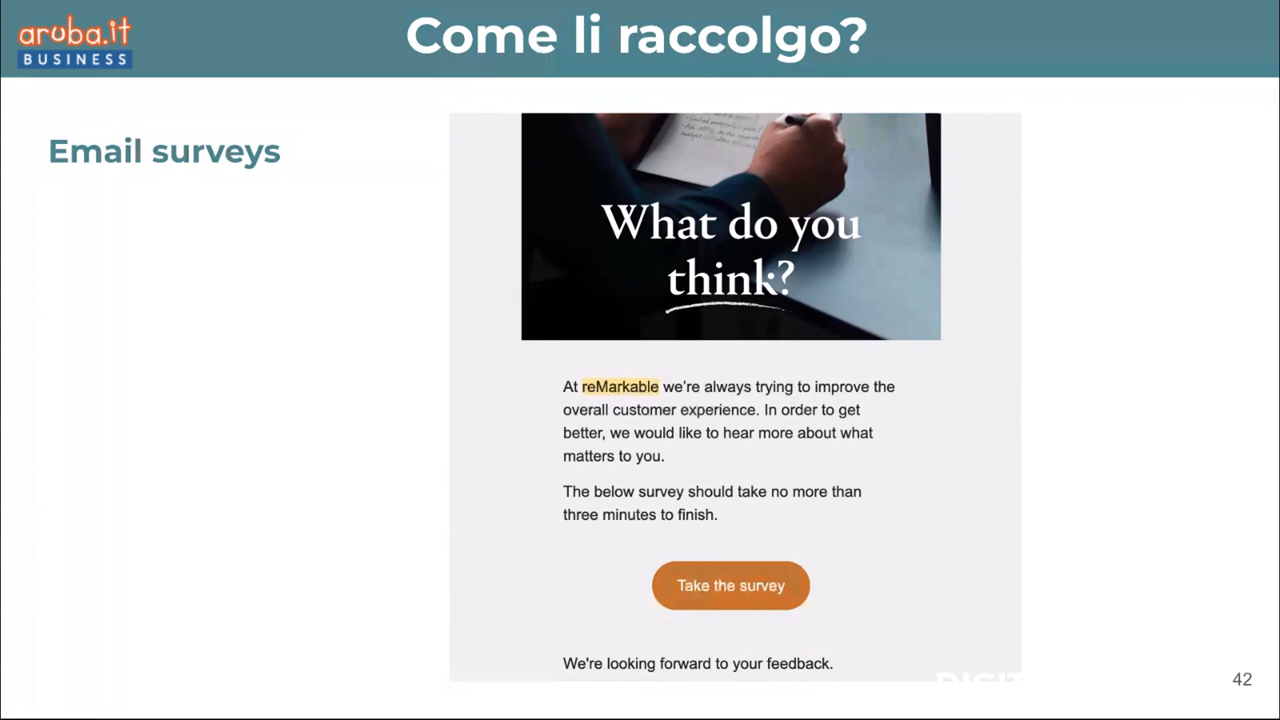 aruba.it
BUSINESS
Come li raccolgo?
Email surveys
What do you
think?
At reMarkable we're always trying to improve the
overall customer experience. In order to get
better, we would like to hear more about what
matters to you.
The below survey should take no more than
three minutes to finish.
Take the survey
We're looking forward to your feedback.
42